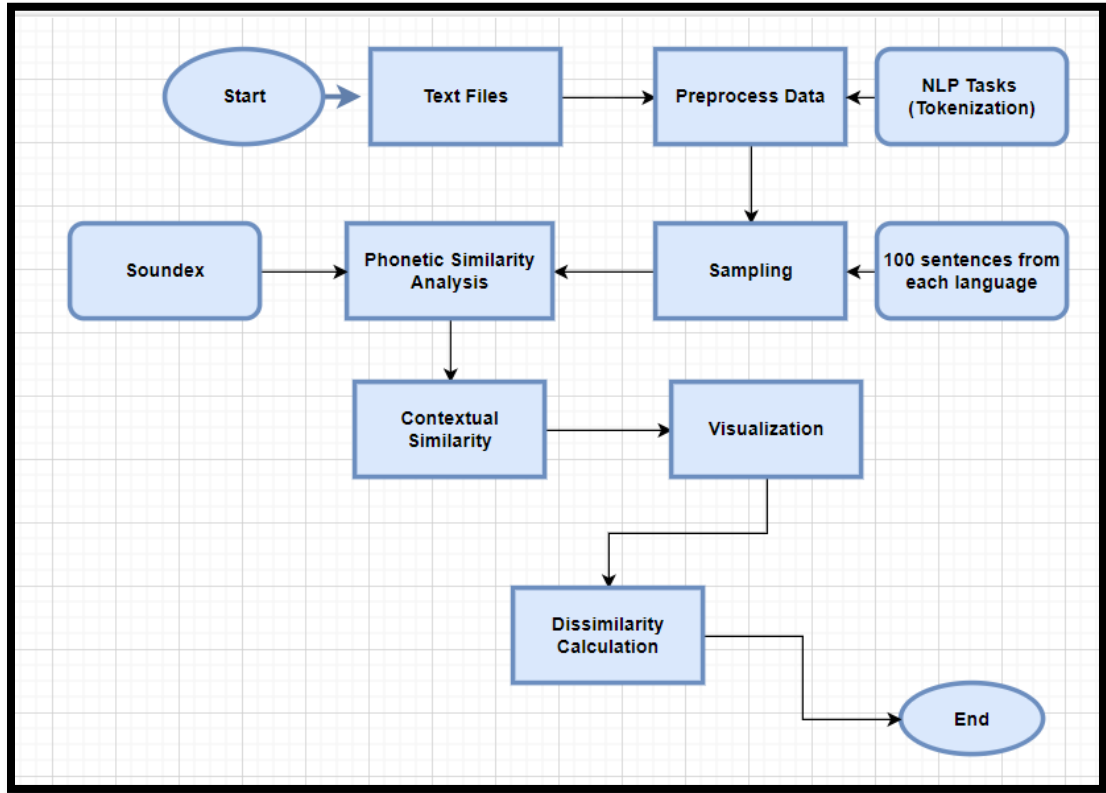 Start
Text Files
Preprocess Data
NLP Tasks
(Tokenization)
Soundex
Phonetic Similarity
Analysis
Sampling
100 sentences from
each language
Contextual
Similarity
Visualization
Dissimilarity
Calculation
End